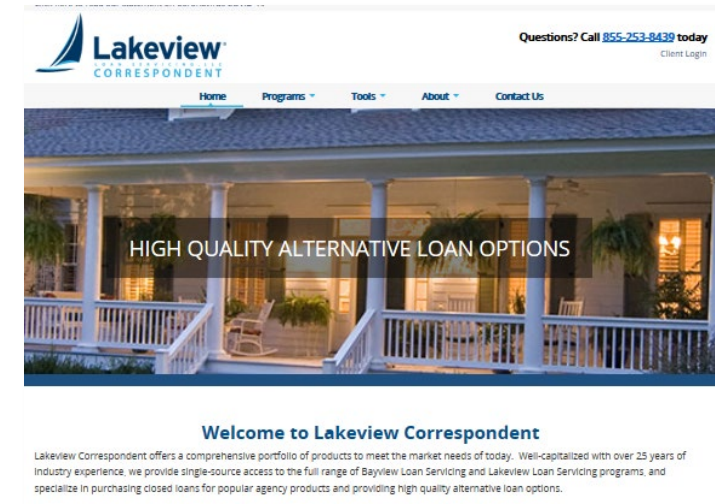 Questions? Call 855-253-8439 today
Client Login
Lakeview
LOAN SERVICING, LLC
CORRESPONDENT
Home Programs Tools About Contact Us
HIGH QUALITY ALTERNATIVE LOAN OPTIONS
Welcome to Lakeview Correspondent
Lakeview Correspondent offers a comprehensive portfolio of products to meet the market needs of today. Well-capitalized with over 25 years of
industry experience, we provide single-source access to the full range of Bayview Loan Servicing and Lakeview Loan Servicing programs, and
specialize in purchasing closed loans for popular agency products and providing high quality alternative loan options.